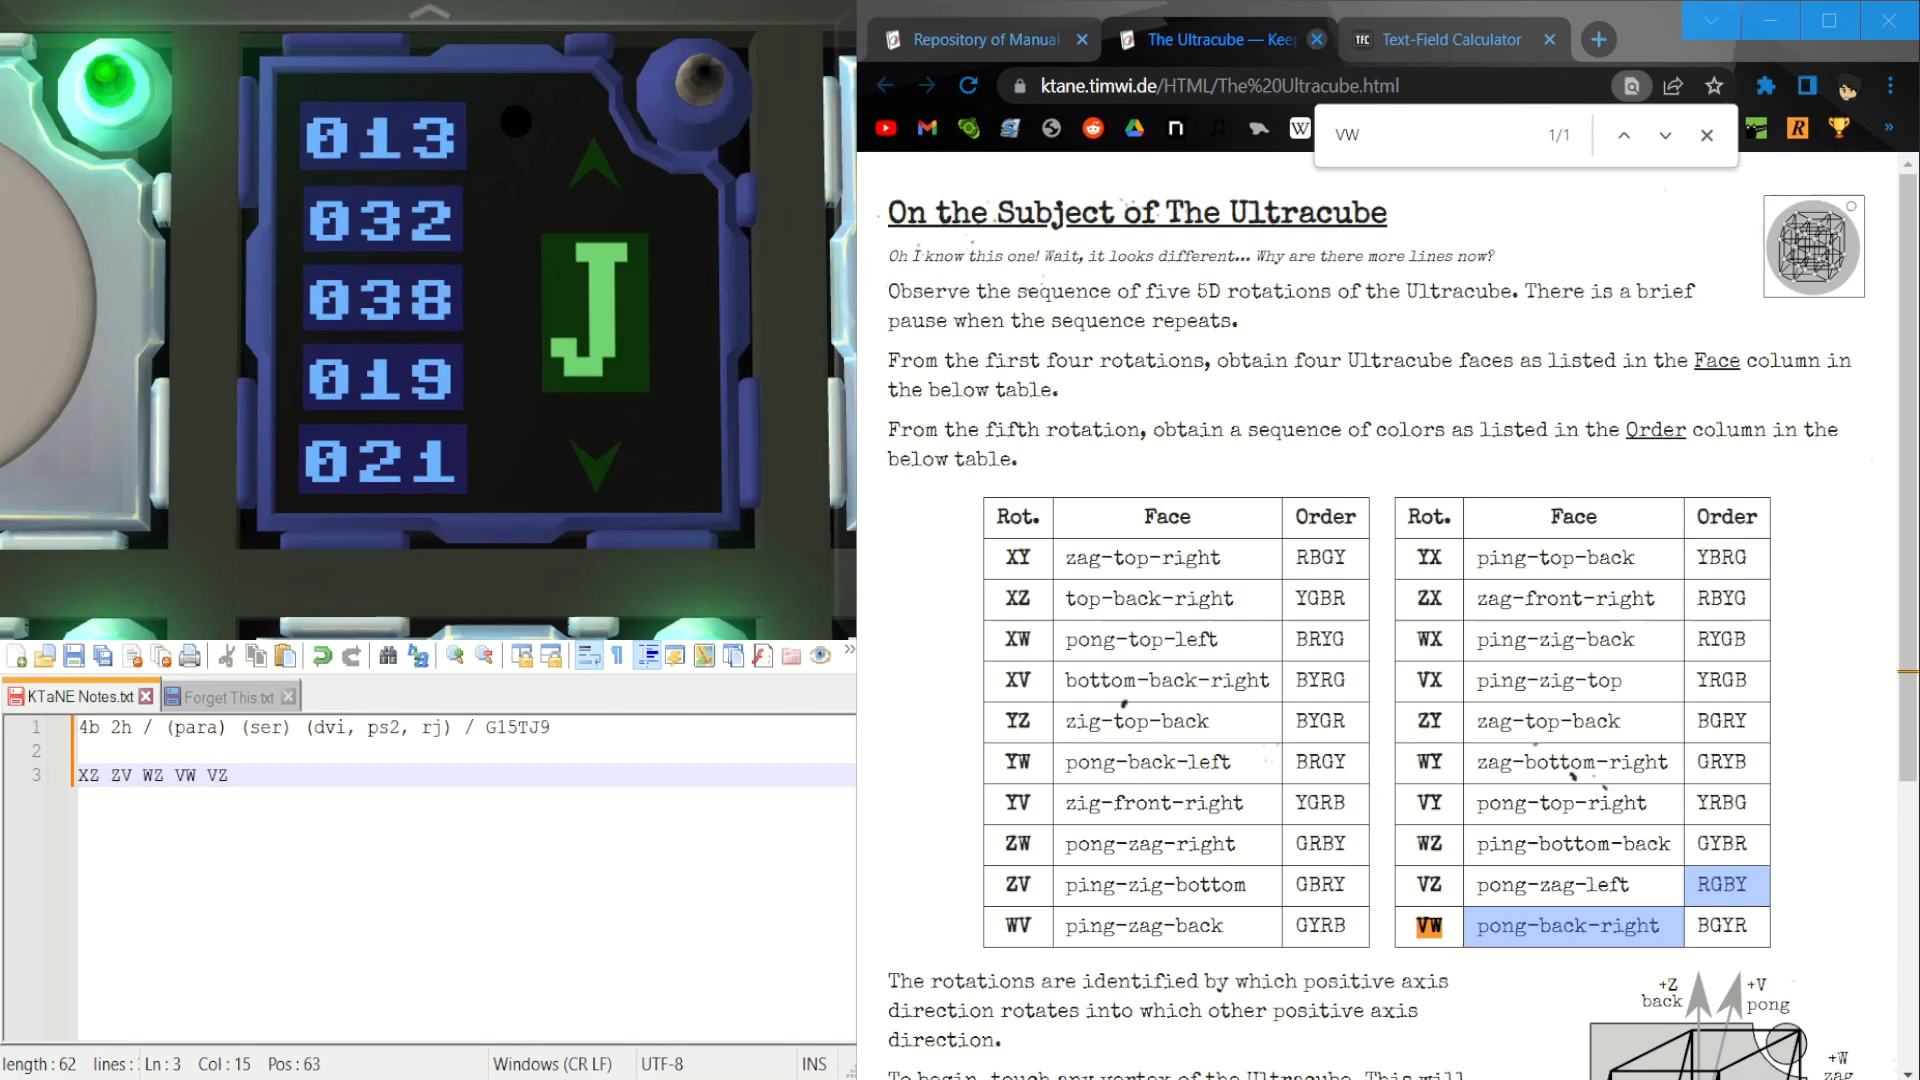 013
032
038
019
021
J
Repository of Manual
The Ultracube — Keep
TFC Text-Field Calculator
ktane.timwi.de/HTML/The%20Ultracube.html
VW 1/1
On the Subject of The Ultracube
Oh I know this one! Wait, it looks different... Why are there more lines now?
Observe the sequence of five 5D rotations of the Ultracube. There is a brief
pause when the sequence repeats.
From the first four rotations, obtain four Ultracube faces as listed in the Face column in
the below table.
From the fifth rotation, obtain a sequence of colors as listed in the Order column in the
below table.
Rot. Face Order Rot. Face Order
XY zag-top-right RBGY YX ping-top-back YBRG
XZ top-back-right YGBR ZX zag-front-right RBYG
XW pong-top-left BRYG WX ping-zig-back RYGB
XV bottom-back-right BYRG VX ping-zig-top YRGB
YZ zig-top-back BYGR ZY zag-top-back BGRY
YW pong-back-left BRGY WY zag-bottom-right GRYB
YV zig-front-right YGRB VY pong-top-right YRBG
ZW pong-zag-right GRBY WZ ping-bottom-back GYBR
ZV ping-zig-bottom GBRY VZ pong-zag-left RGBY
WV ping-zag-back GYRB VW pong-back-right BGYR
The rotations are identified by which positive axis
direction rotates into which other positive axis
direction.
To begin, touch any vertex of the Ultracube. This will
+Z
back
+V
pong
+W
zag
KTaNE Notes.txt
Forget This.txt
1 4b 2h / (para) (ser) (dvi, ps2, rj) / G15TJ9
2
3 XZ ZV WZ VW VZ
length : 62 lines : Ln : 3 Col : 15 Pos : 63 Windows (CR LF) UTF-8 INS